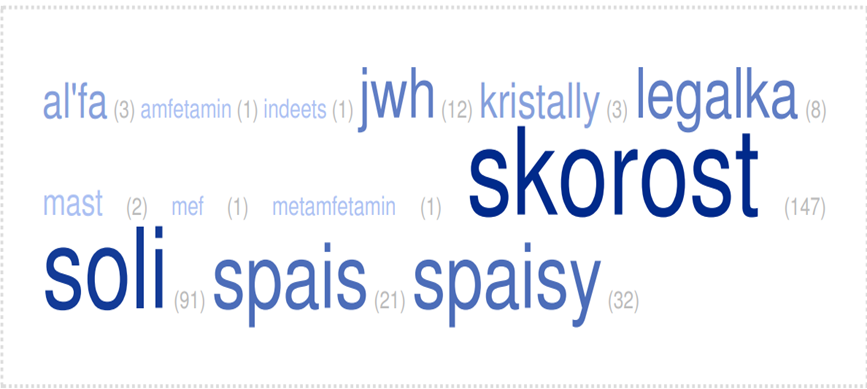 al'fa (3) amfetamin (1) indeets (1) jwh (12) kristally (3) legalka (8)
mast (2) mef (1) metamfetamin (1) skorost (147)
soli (91) spais (21) spaisy (32)